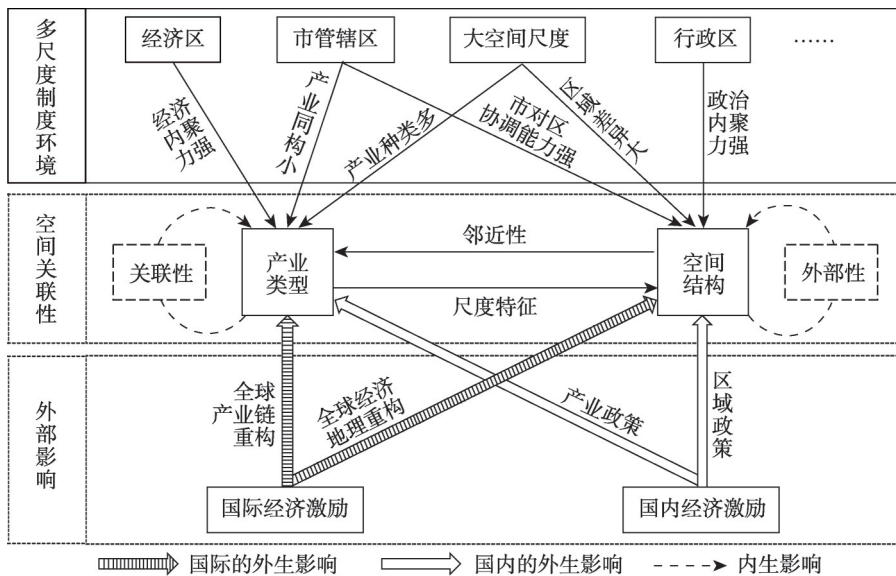 多尺度制度环境
经济区
市管辖区
大空间尺度
行政区
……
经济
内聚
力强
产业同构小
产业种类多
市对区
协调能力强
区域差异大
政治
内聚
力强
空间关联性
关联性
产业
类型
邻近性
尺度特征
空间
结构
外部性
外部影响
全球
产业链
重构
全球经济
地理重构
产业政策
区域政策
国际经济激励
国内经济激励
国际的外生影响
国内的外生影响
内生影响